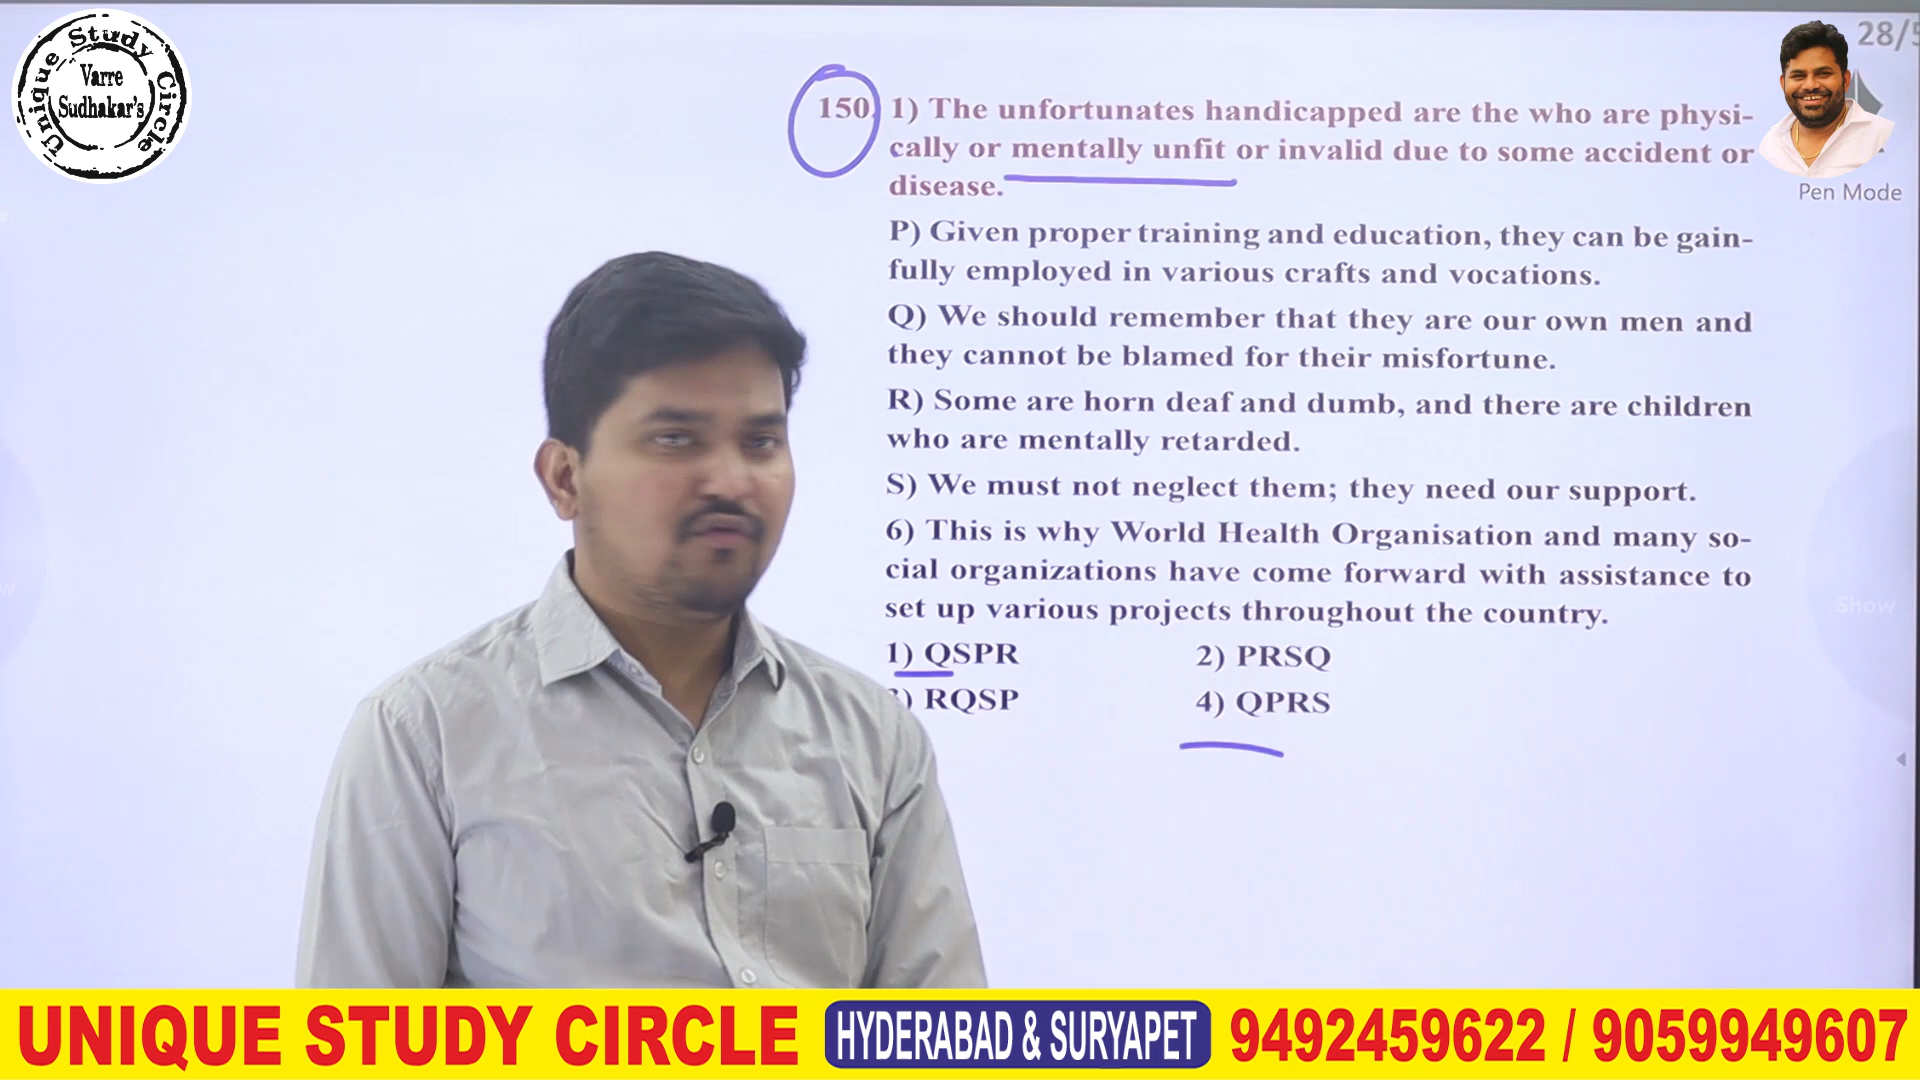 Unique Study Circle
Varre
Sudhakar's
28/5
Pen Mode
150. 1) The unfortunates handicapped are the who are physi-
cally or mentally unfit or invalid due to some accident or
disease.
P) Given proper training and education, they can be gain-
fully employed in various crafts and vocations.
Q) We should remember that they are our own men and
they cannot be blamed for their misfortune.
R) Some are horn deaf and dumb, and there are children
who are mentally retarded.
S) We must not neglect them; they need our support.
6) This is why World Health Organisation and many so-
cial organizations have come forward with assistance to
set up various projects throughout the country.
Show
1) QSPR 2) PRSQ
) RQSP 4) QPRS
UNIQUE STUDY CIRCLE HYDERABAD & SURYAPET 9492459622 / 9059949607